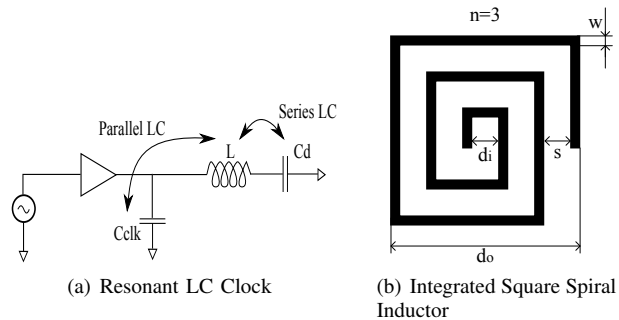 n=3
w
Series LC
Parallel LC
L
Cd
Cclk
di
s
do
(a) Resonant LC Clock
(b) Integrated Square Spiral
Inductor